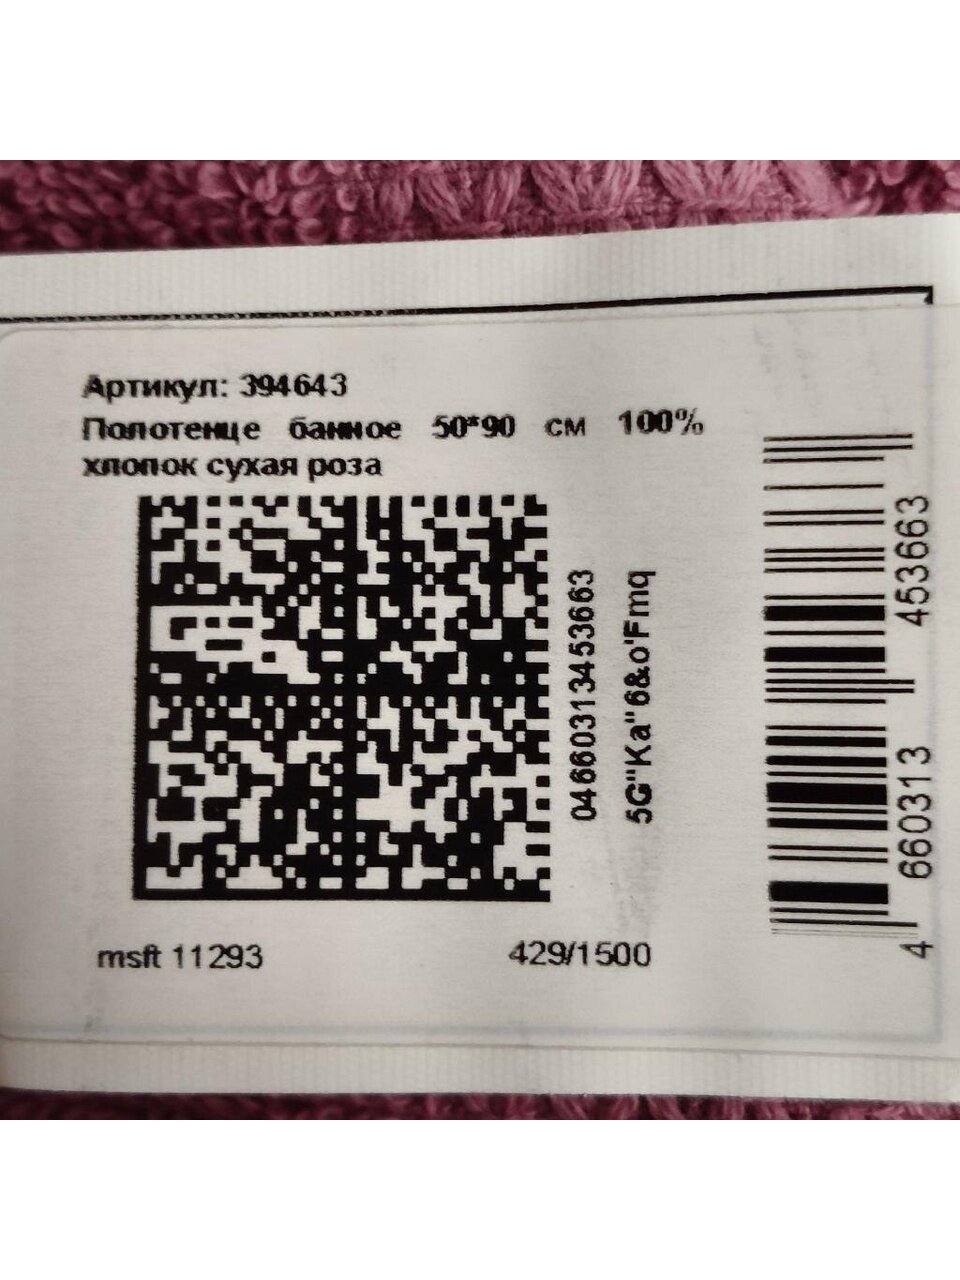 Артикул: 394643
Полотенце банное 50*90 см 100%
хлопок сухая роза
04660313453663
5G"Ka"6&o'Fmq
msft 11293
429/1500
4 660313 453663